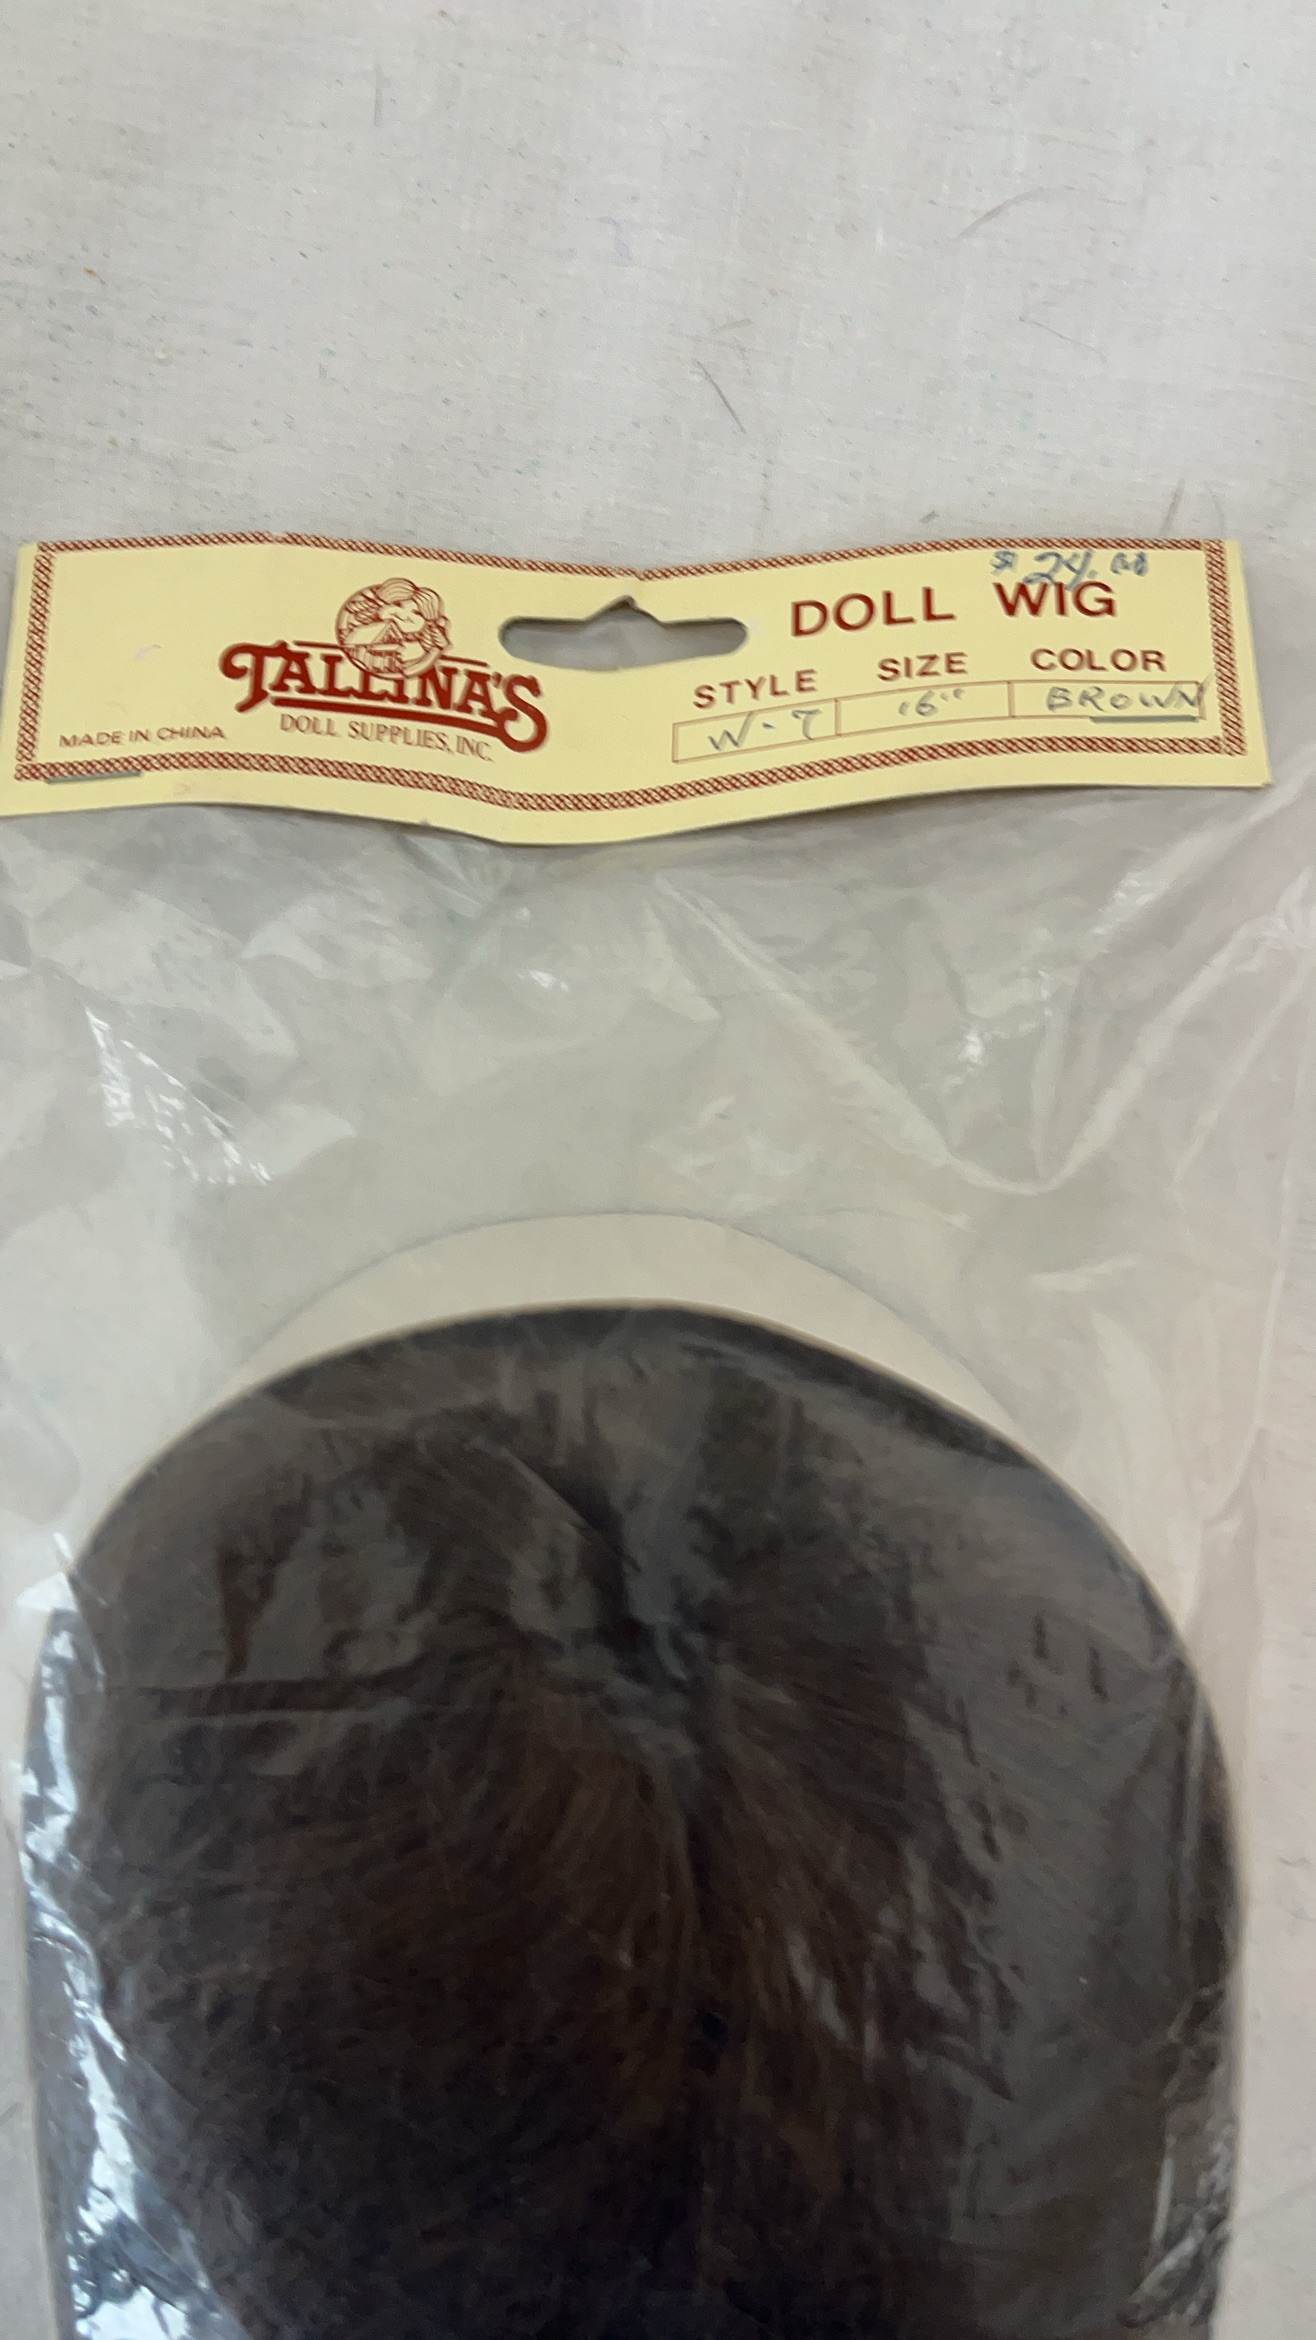 $24.00
DOLL WIG
TALLINA'S
DOLL SUPPLIES, INC.
MADE IN CHINA
STYLE SIZE COLOR
W-7 16" BROWN